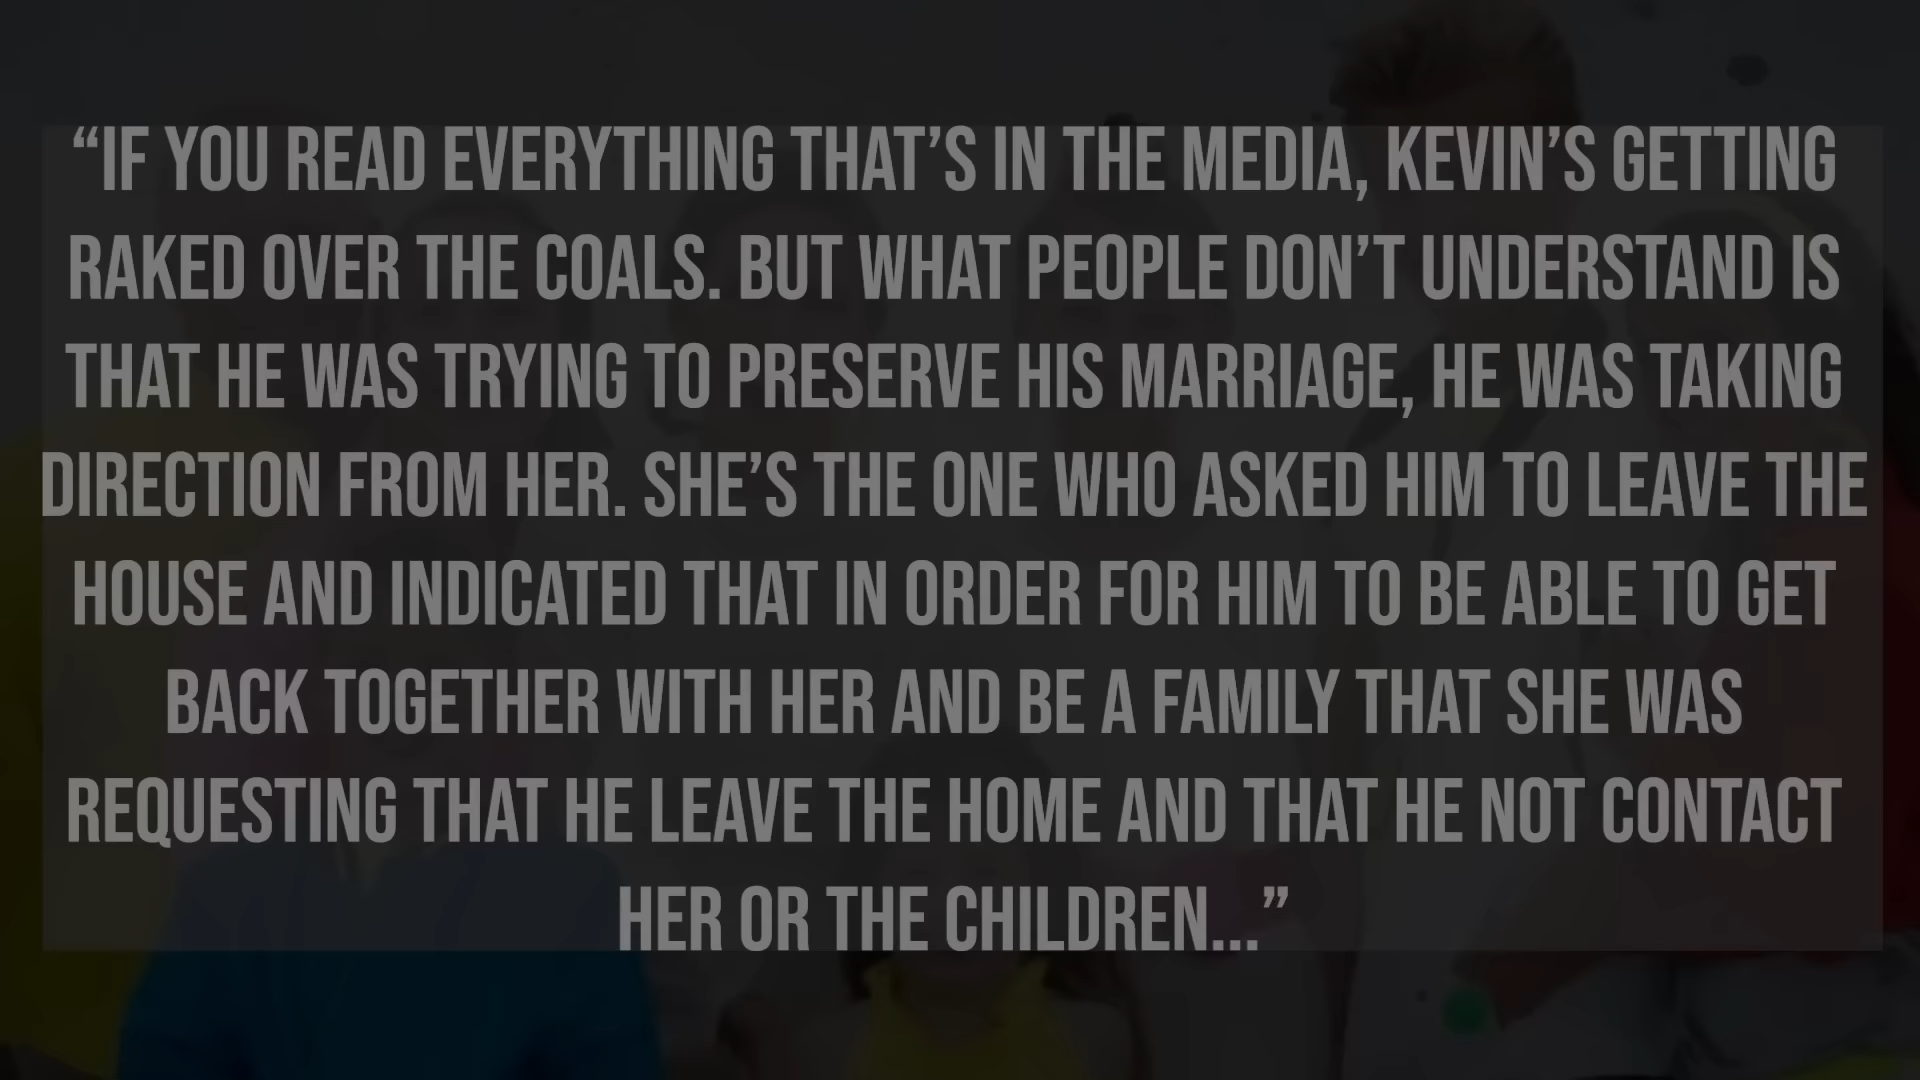 “IF YOU READ EVERYTHING THAT’S IN THE MEDIA, KEVIN’S GETTING
RAKED OVER THE COALS. BUT WHAT PEOPLE DON’T UNDERSTAND IS
THAT HE WAS TRYING TO PRESERVE HIS MARRIAGE, HE WAS TAKING
DIRECTION FROM HER. SHE’S THE ONE WHO ASKED HIM TO LEAVE THE
HOUSE AND INDICATED THAT IN ORDER FOR HIM TO BE ABLE TO GET
BACK TOGETHER WITH HER AND BE A FAMILY THAT SHE WAS
REQUESTING THAT HE LEAVE THE HOME AND THAT HE NOT CONTACT
HER OR THE CHILDREN...”